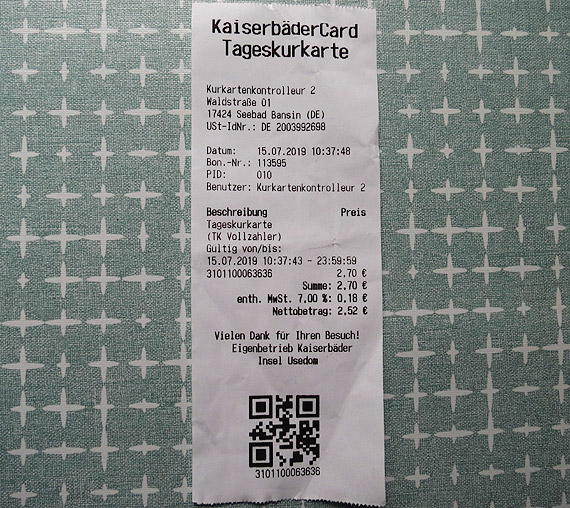 KaiserbäderCard
Tageskurkarte
Kurkartenkontrolleur 2
Waldstraße 01
17424 Seebad Bansin (DE)
USt-IdNr.: DE 2003992698
Datum: 15.07.2019 10:37:48
Bon.-Nr.: 113595
PID: 010
Benutzer: Kurkartenkontrolleur 2
Beschreibung Preis
Tageskurkarte
(TK Vollzahler)
Gültig von/bis:
15.07.2019 10:37:43 - 23:59:59
3101100063636 2.70 €
Summe: 2.70 €
enth. MwSt. 7,00 %: 0,18 €
Nettobetrag: 2,52 €
Vielen Dank für Ihren Besuch!
Eigenbetrieb Kaiserbäder
Insel Usedom
3101100063636